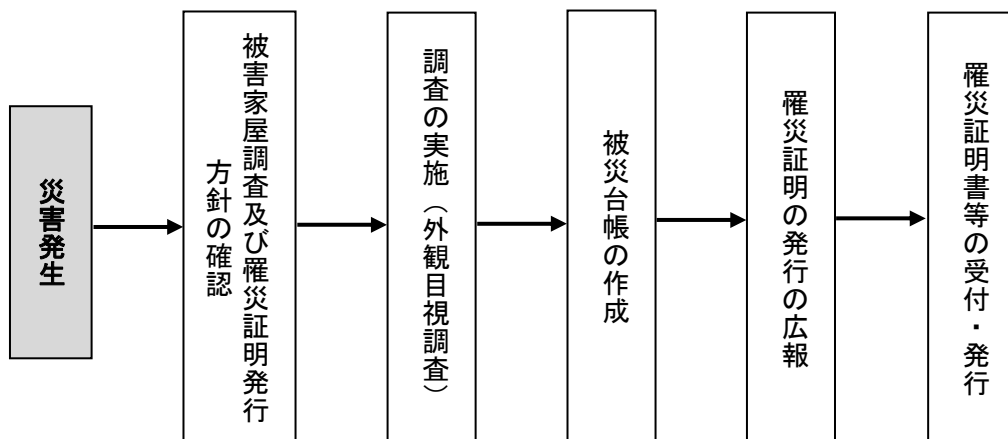 災害発生
被害家屋調査及び罹災証明発行
方針の確認
調査の実施（外観目視調査）
被災台帳の作成
罹災証明の発行の広報
罹災証明書等の受付・発行